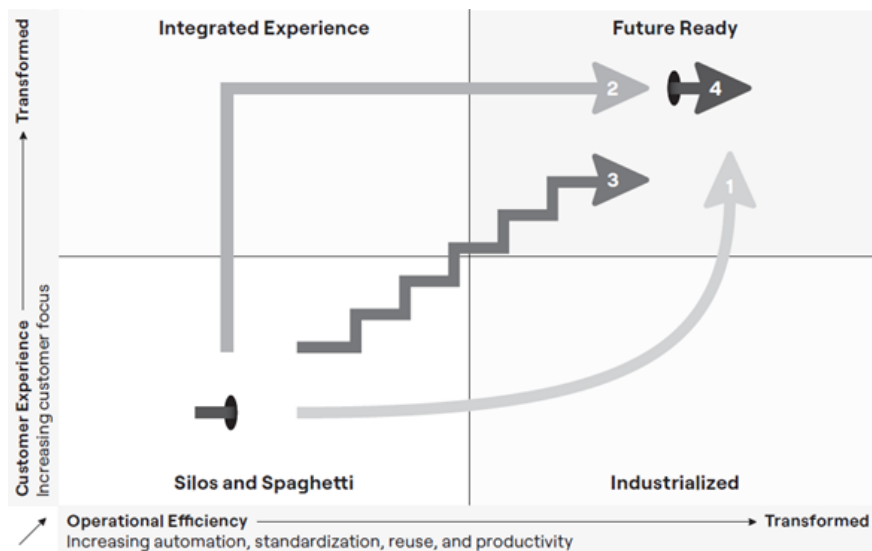 Integrated Experience
Future Ready
2
4
3
1
Silos and Spaghetti
Industrialized
Customer Experience
Transformed
Increasing customer focus
Operational Efficiency
Transformed
Increasing automation, standardization, reuse, and productivity